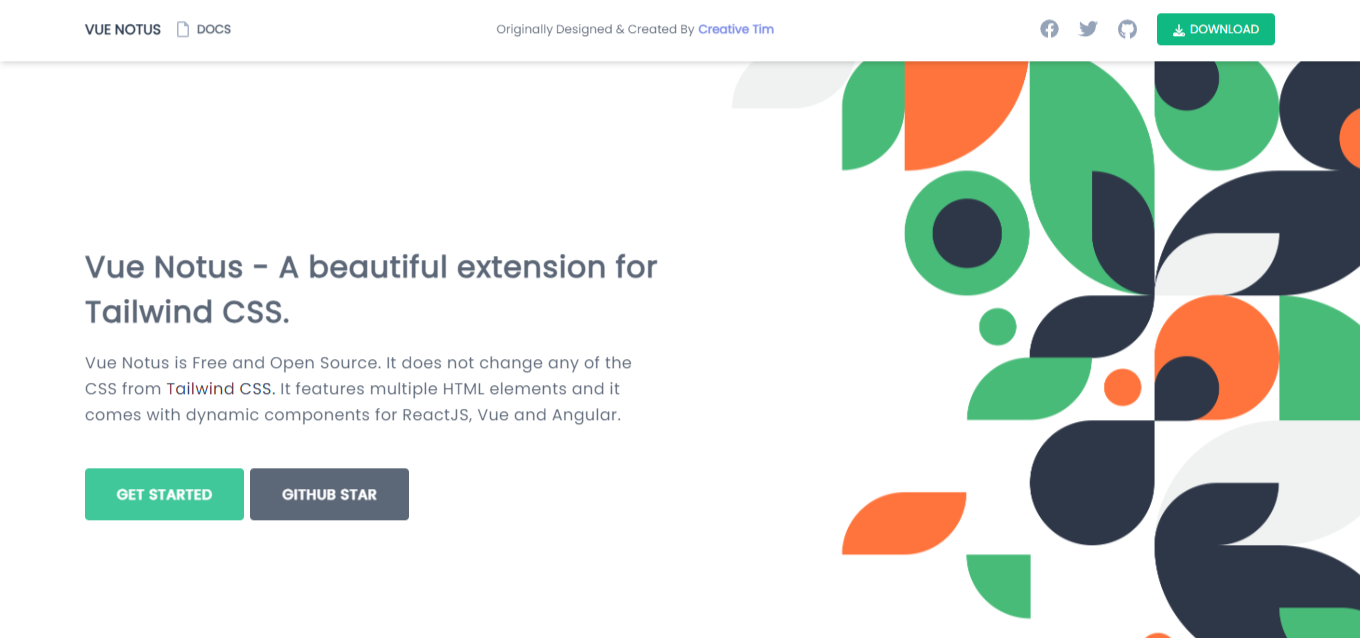 VUE NOTUS DOCS Originally Designed & Created By Creative Tim DOWNLOAD
Vue Notus - A beautiful extension for
Tailwind CSS.
Vue Notus is Free and Open Source. It does not change any of the
CSS from Tailwind CSS. It features multiple HTML elements and it
comes with dynamic components for ReactJS, Vue and Angular.
GET STARTED GITHUB STAR